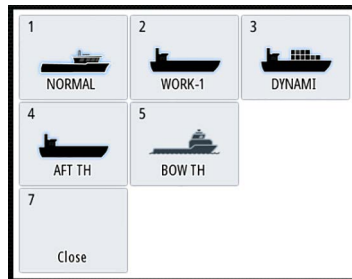 1
NORMAL
2
WORK-1
3
DYNAMI
4
AFT TH
5
BOW TH
7
Close